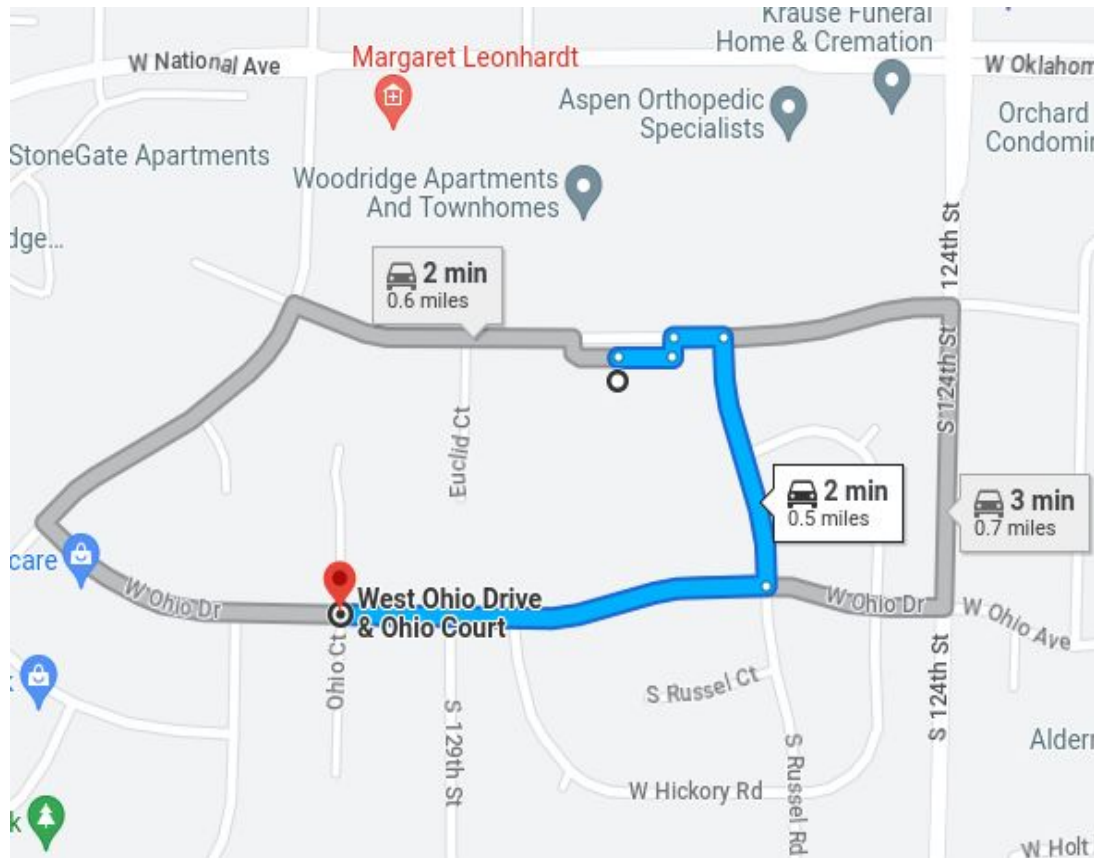 Krause Funeral
Home & Cremation
W National Ave
Margaret Leonhardt
W Oklahom
Aspen Orthopedic
Specialists
Orchard
Condomin
StoneGate Apartments
Woodridge Apartments
And Townhomes
dge...
124th St
2 min
0.6 miles
S 124th St
Euclid Ct
2 min
0.5 miles
3 min
0.7 miles
care
W Ohio Dr
West Ohio Drive
& Ohio Court
W Ohio Dr
W Ohio Ave
Ohio Ct
S Russel Ct
S 124th St
S 129th St
Aldern
W Hickory Rd
S Russel Rd
k
k
W Holt